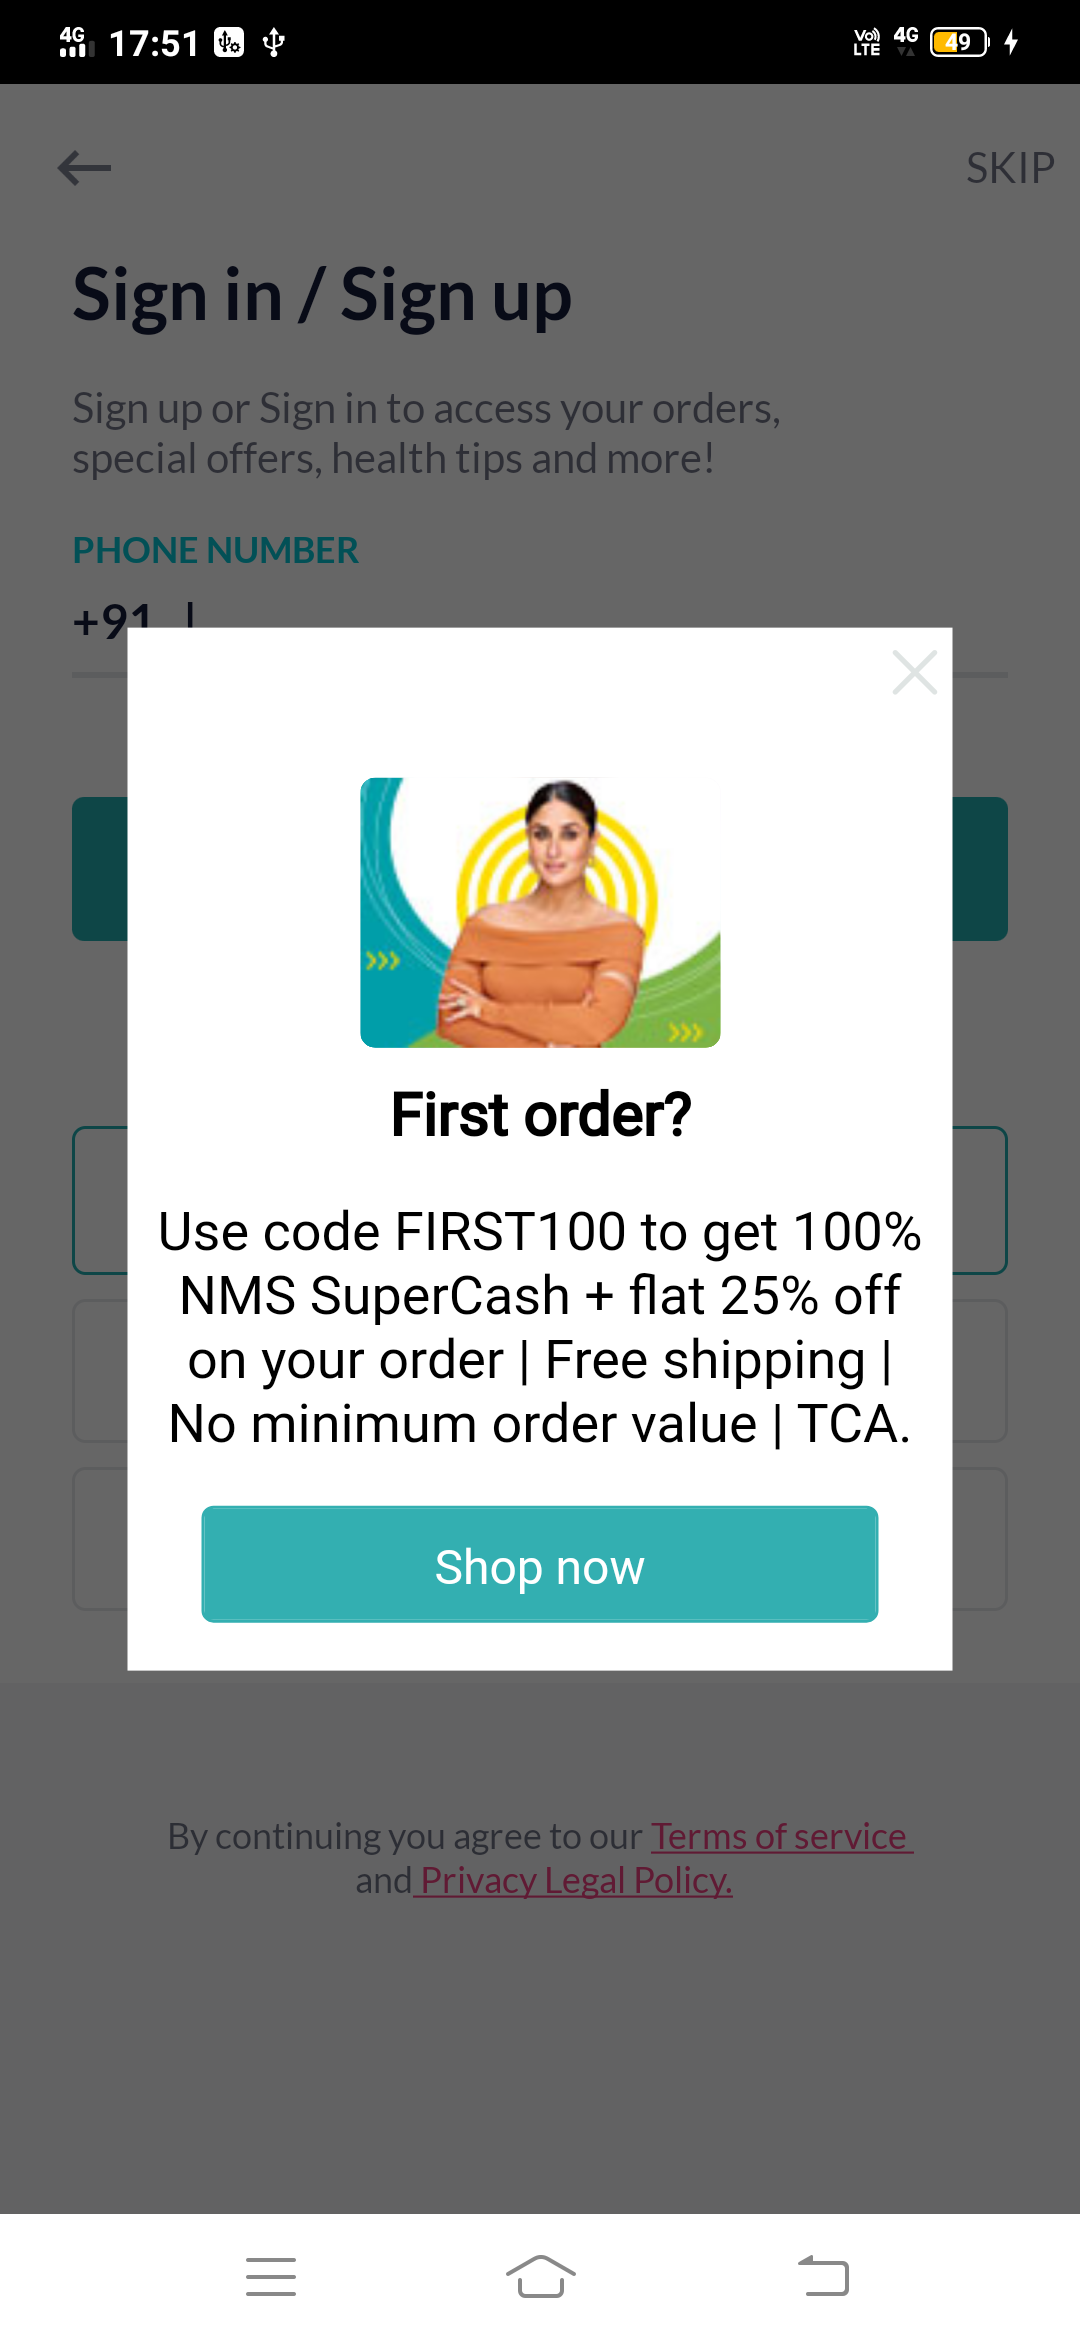 4G 17:51 VoD LTE 4G 49
SKIP
Sign in / Sign up
Sign up or Sign in to access your orders,
special offers, health tips and more!
PHONE NUMBER
+91
First order?
Use code FIRST100 to get 100%
NMS SuperCash + flat 25% off
on your order | Free shipping |
No minimum order value | TCA.
Shop now
By continuing you agree to our Terms of service
and Privacy Legal Policy.